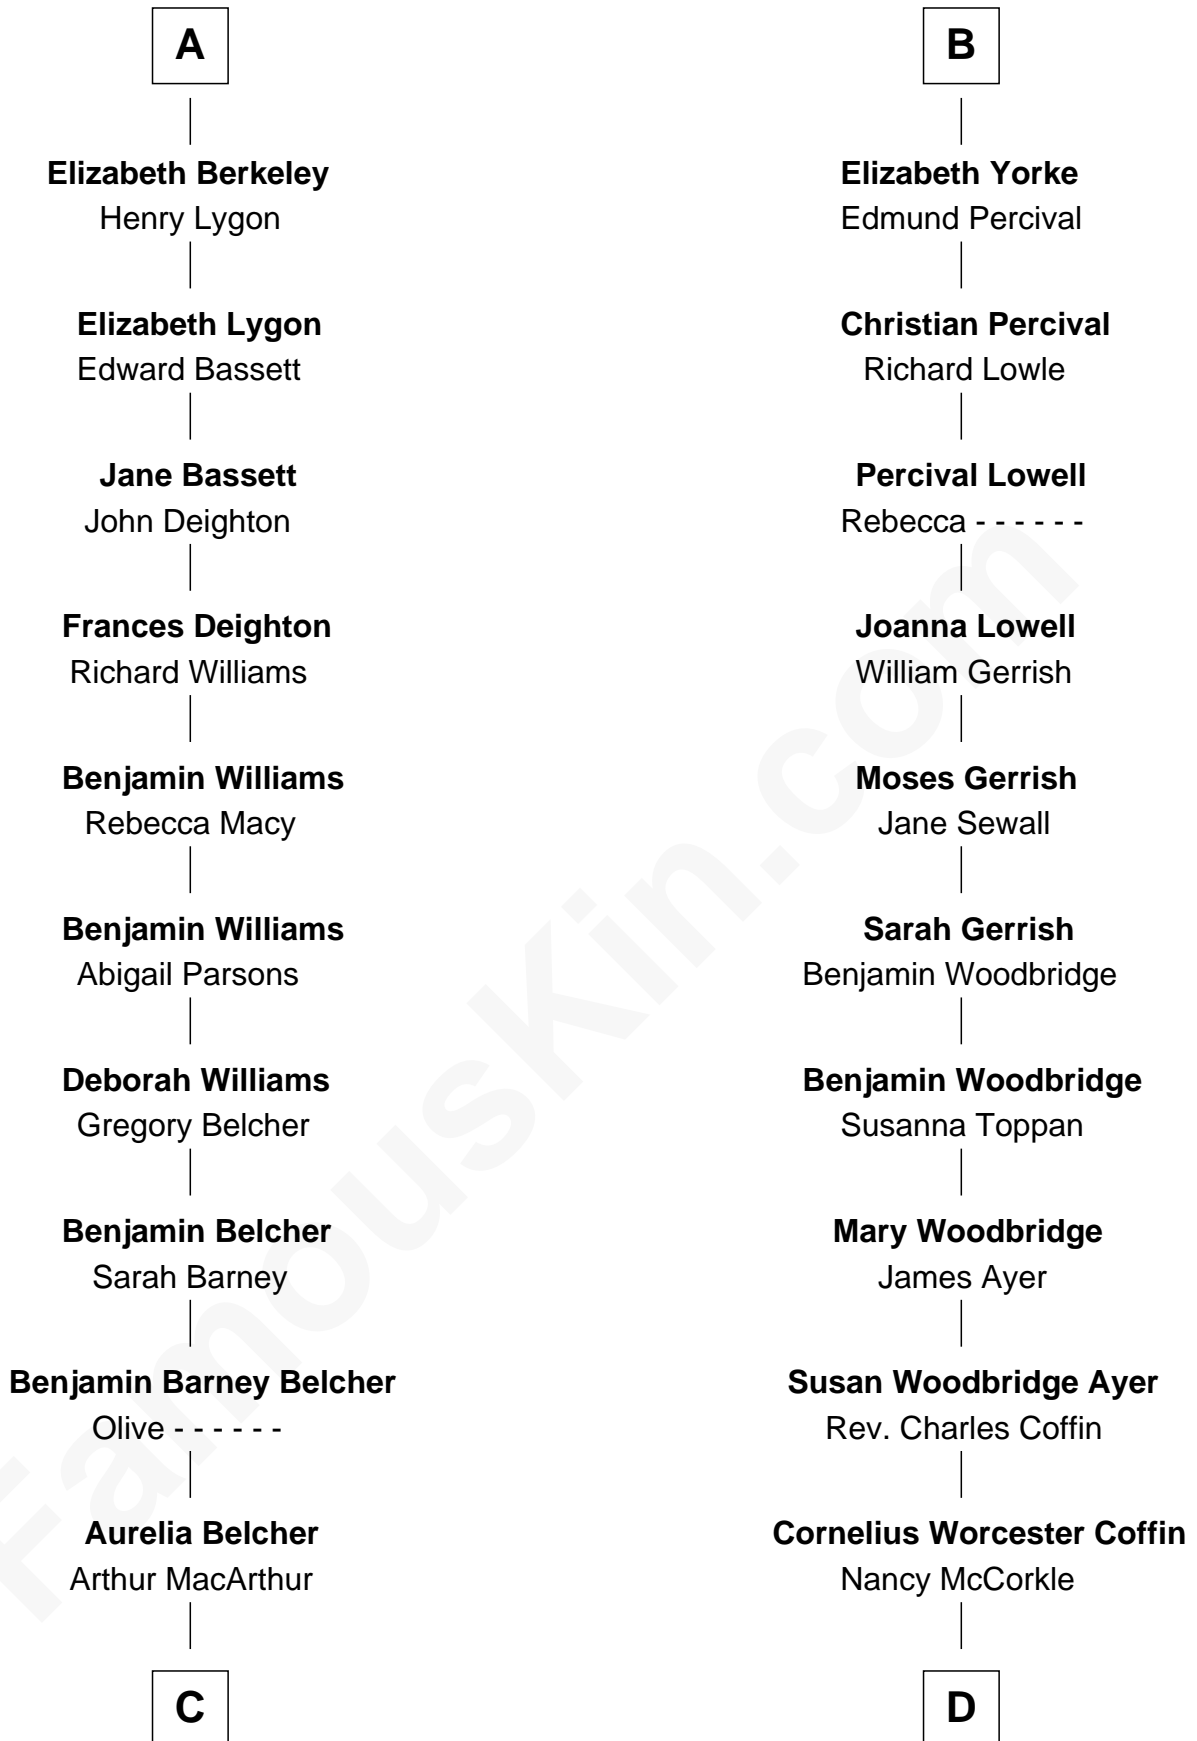 A
Elizabeth Berkeley
Henry Lygon
Elizabeth Lygon
Edward Bassett
Jane Bassett
John Deighton
Frances Deighton
Richard Williams
Benjamin Williams
Rebecca Macy
Benjamin Williams
Abigail Parsons
Deborah Williams
Gregory Belcher
Benjamin Belcher
Sarah Barney
Benjamin Barney Belcher
Olive - - - - - -
Aurelia Belcher
Arthur MacArthur
C
B
Elizabeth Yorke
Edmund Percival
Christian Percival
Richard Lowle
Percival Lowell
Rebecca - - - - - -
Joanna Lowell
William Gerrish
Moses Gerrish
Jane Sewall
Sarah Gerrish
Benjamin Woodbridge
Benjamin Woodbridge
Susanna Toppan
Mary Woodbridge
James Ayer
Susan Woodbridge Ayer
Rev. Charles Coffin
Cornelius Worcester Coffin
Nancy McCorkle
D
FamousKin.com